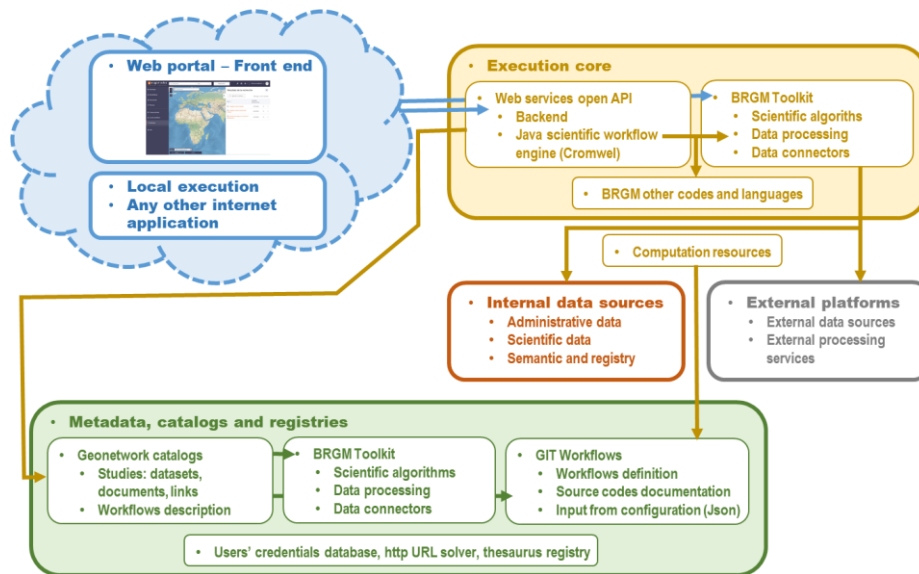 Web portal – Front end
Local execution
Any other internet
application
Execution core
Web services open API
Backend
Java scientific workflow
engine (Cromwel)
BRGM Toolkit
Scientific algoriths
Data processing
Data connectors
BRGM other codes and languages
Computation resources
Internal data sources
Administrative data
Scientific data
Semantic and registry
External platforms
External data sources
External processing
services
Metadata, catalogs and registries
Geonetwork catalogs
Studies: datasets,
documents, links
Workflows description
BRGM Toolkit
Scientific algorithms
Data processing
Data connectors
GIT Workflows
Workflows definition
Source codes documentation
Input from configuration (Json)
Users' credentials database, http URL solver, thesaurus registry